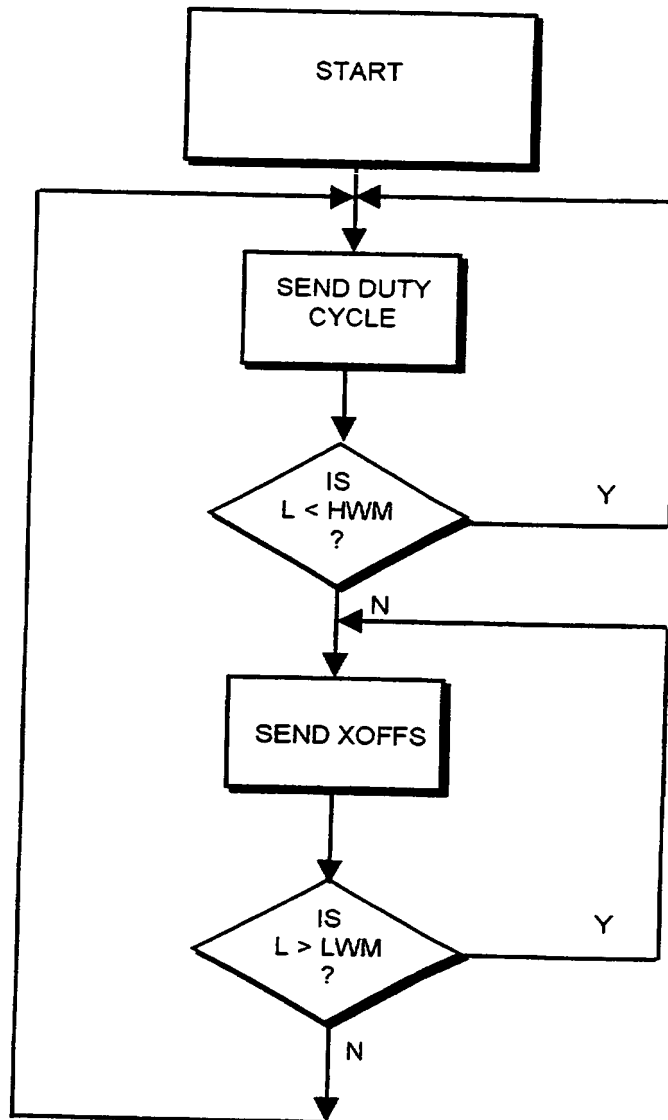 START
SEND DUTY
CYCLE
IS
L < HWM
?
Y
N
SEND XOFFS
IS
L > LWM
?
Y
N